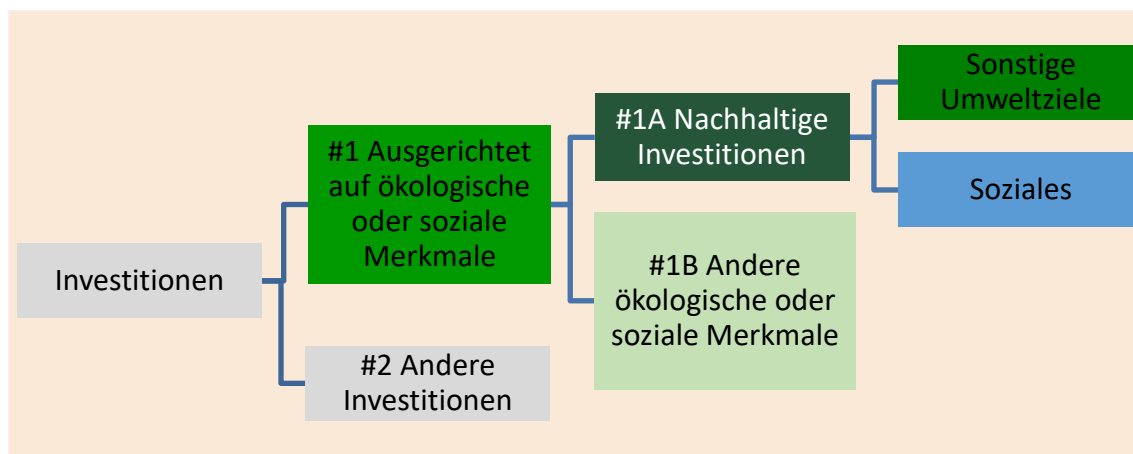 Investitionen
#1 Ausgerichtet
auf ökologische
oder soziale
Merkmale
#2 Andere
Investitionen
#1A Nachhaltige
Investitionen
#1B Andere
ökologische oder
soziale Merkmale
Sonstige
Umweltziele
Soziales